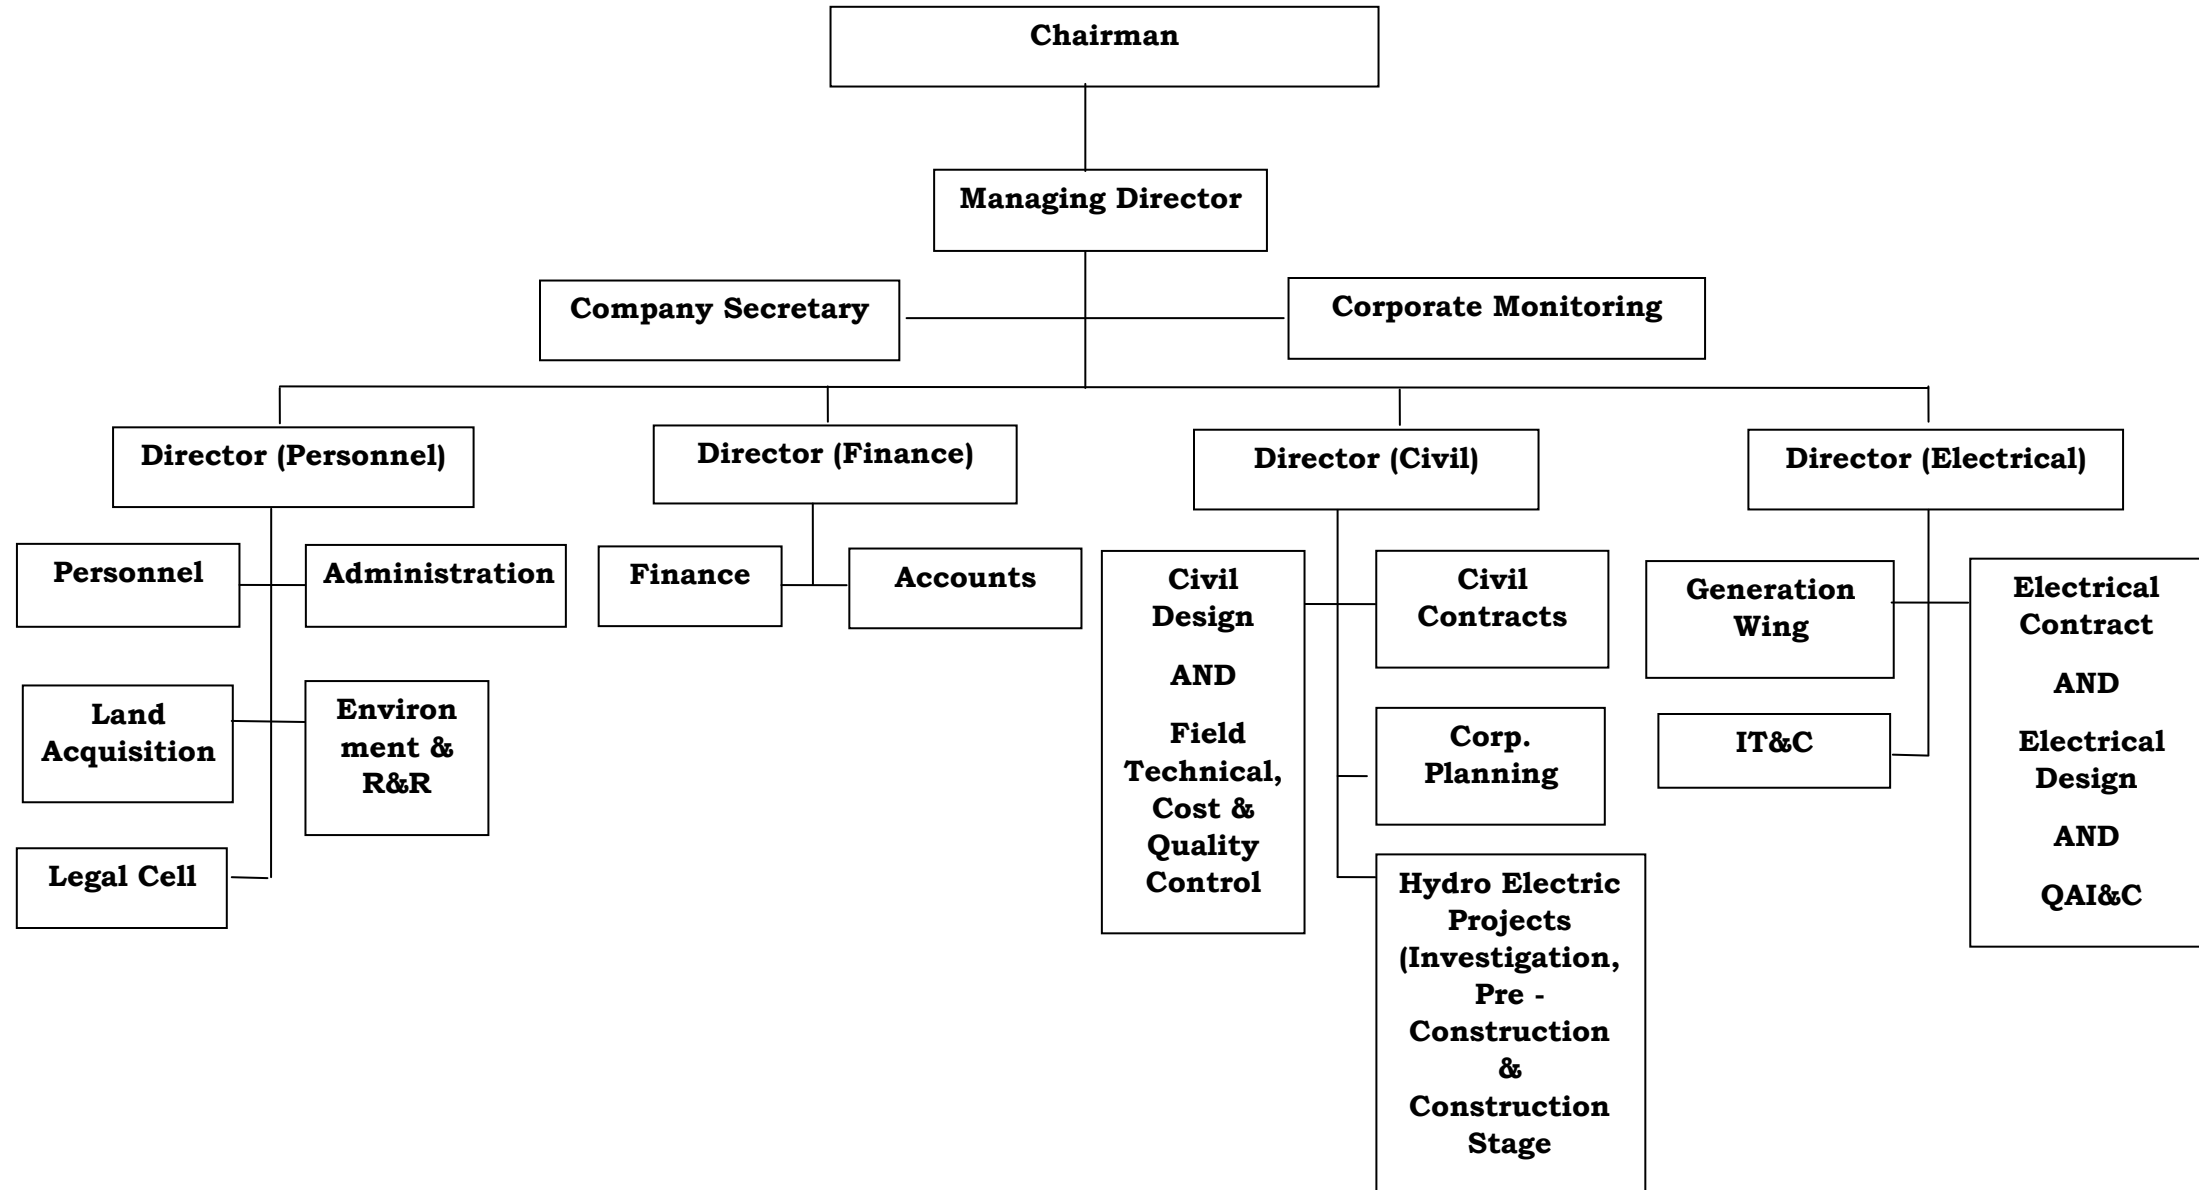 Chairman
Managing Director
Company Secretary
Corporate Monitoring
Director (Personnel)
Director (Finance)
Director (Civil)
Director (Electrical)
Personnel
Administration
Land
Acquisition
Environ
ment &
R&R
Legal Cell
Finance
Accounts
Civil
Design
AND
Field
Technical,
Cost &
Quality
Control
Civil
Contracts
Corp.
Planning
Hydro Electric
Projects
(Investigation,
Pre -
Construction
&
Construction
Stage
Generation
Wing
IT&C
Electrical
Contract
AND
Electrical
Design
AND
QAI&C